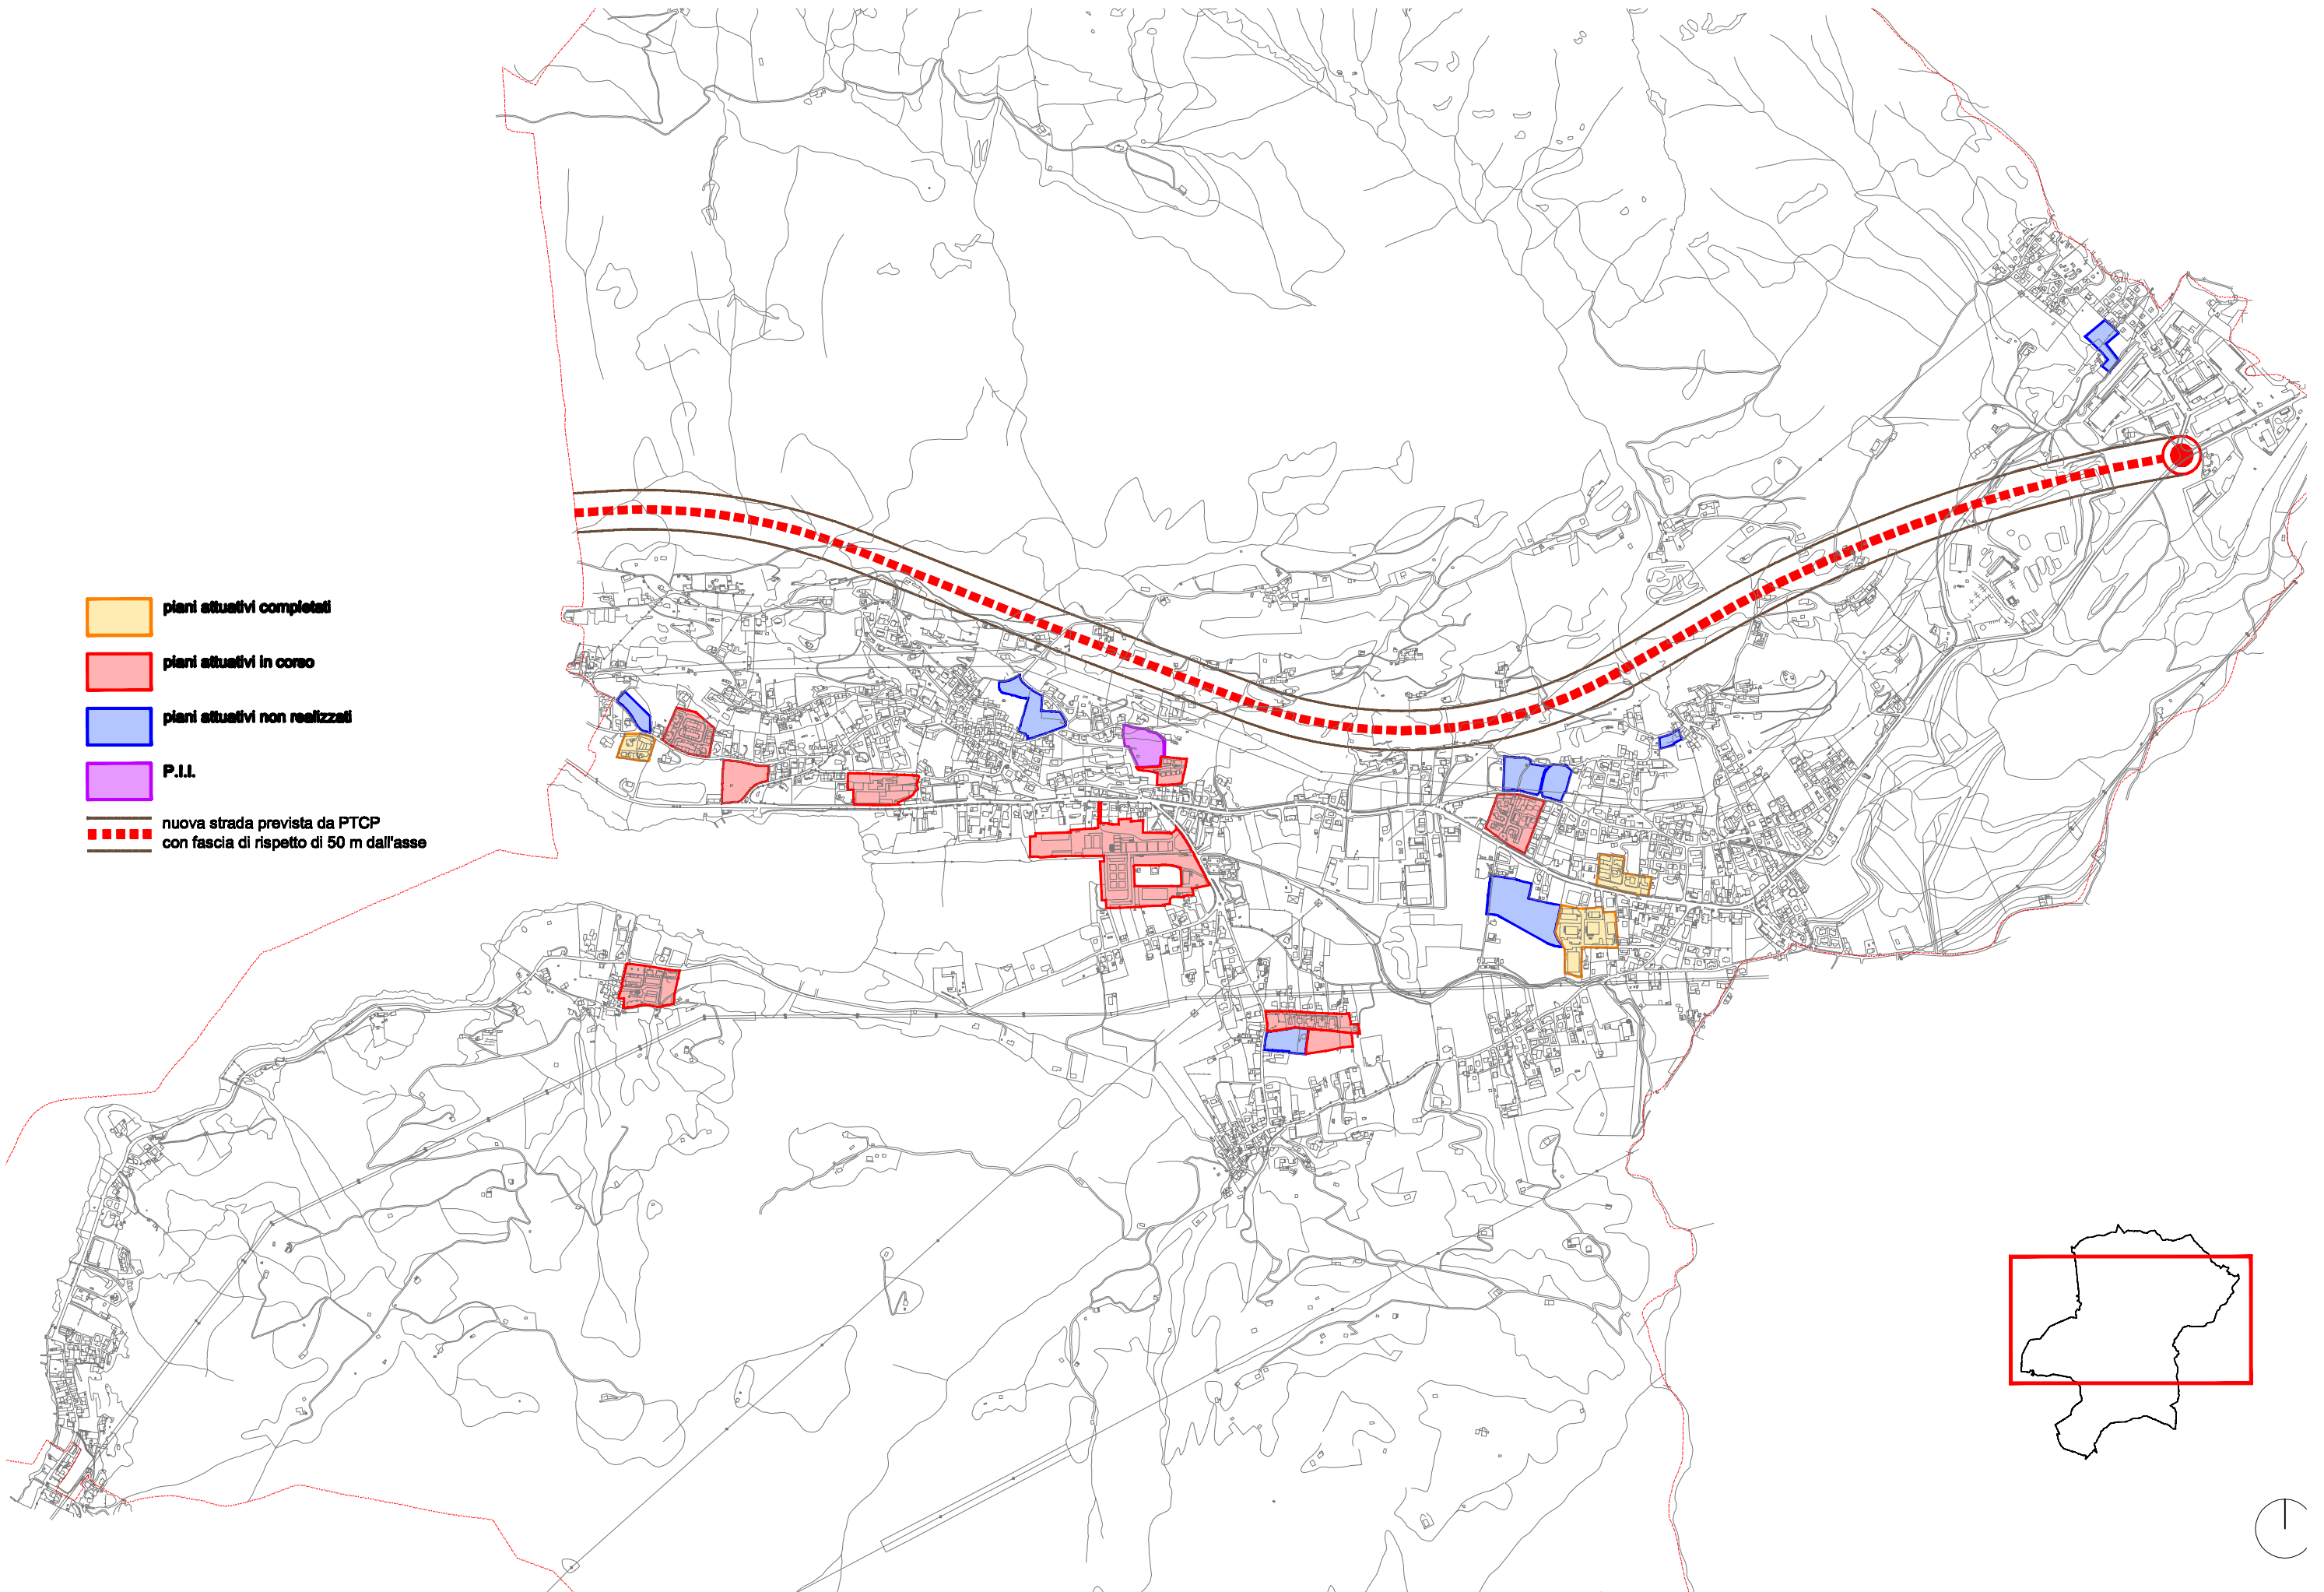 piani attuativi completati
piani attuativi in corso
piani attuativi non realizzati
P.I.I.
nuova strada prevista da PTCP
con fascia di rispetto di 50 m dall'asse